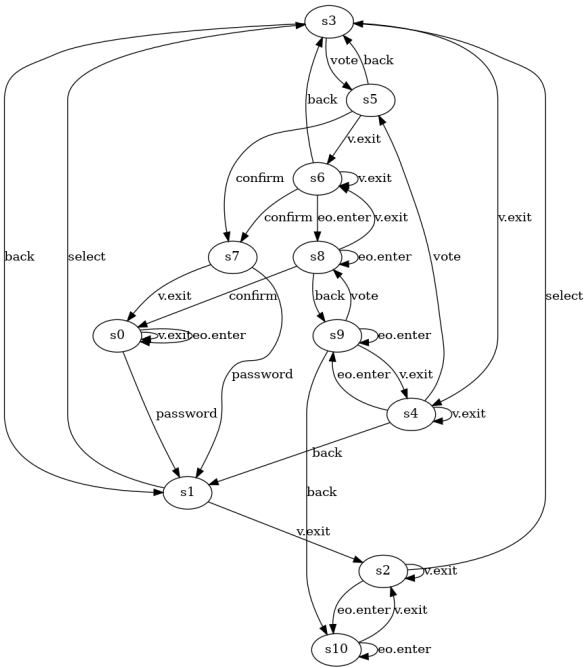 s3
vote back
s5
back v.exit
s6 v.exit
confirm confirm eo.enter v.exit v.exit
s7 s8 eo.enter
back select vote select
v.exit confirm back vote
s0 v.exit eo.enter s9 eo.enter
password eo.enter v.exit
password s4 v.exit
back
s1 back
v.exit
s2 v.exit
eo.enter v.exit
s10 eo.enter